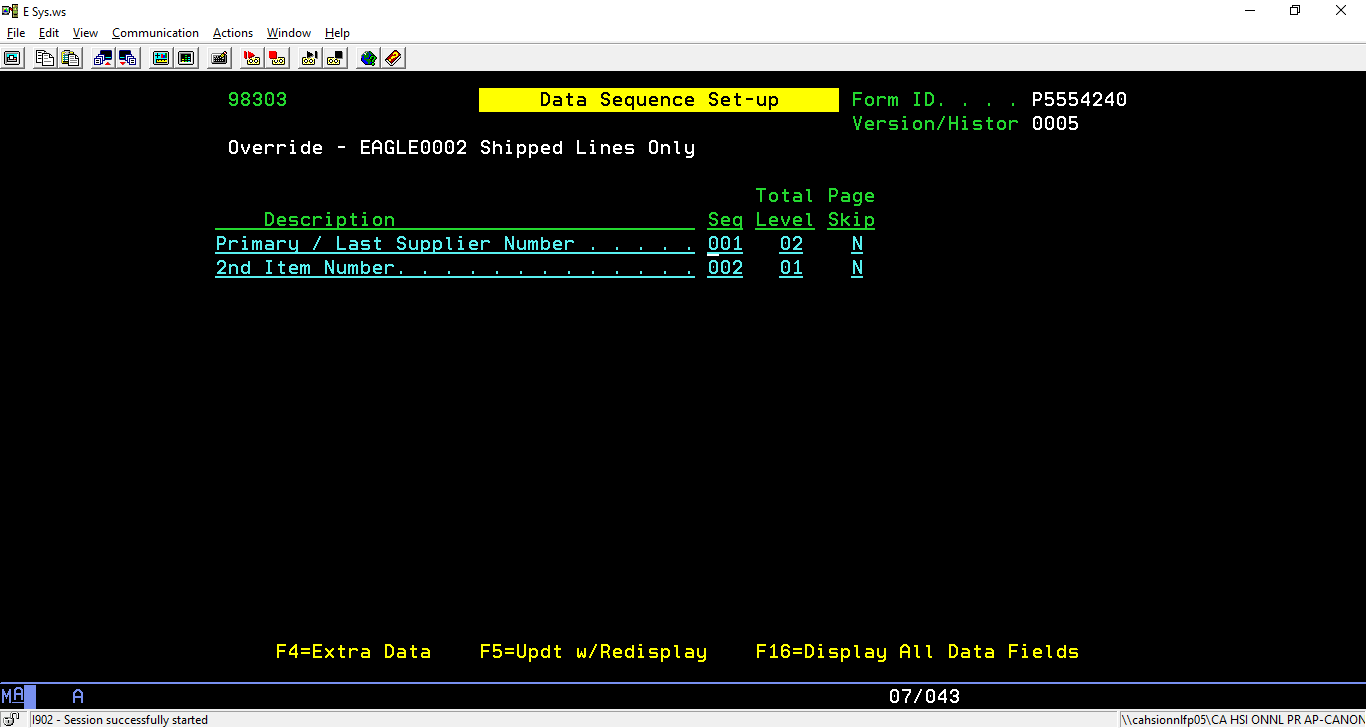 E Sys.ws
File Edit View Communication Actions Window Help
98303 Data Sequence Set-up Form ID. . . . P5554240
Version/Histor 0005
Override - EAGLE0002 Shipped Lines Only
Total Page
Description Seq Level Skip
Primary / Last Supplier Number . . . . . 001 02 N
2nd Item Number. . . . . . . . . . . . . 002 01 N
F4=Extra Data F5=Updt w/Redisplay F16=Display All Data Fields
MA A 07/043
I902 - Session successfully started \\cahsionnlfp05\CA HSI ONNL PR AP-CANON